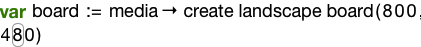 var board := media→ create landscape board(800,
480)